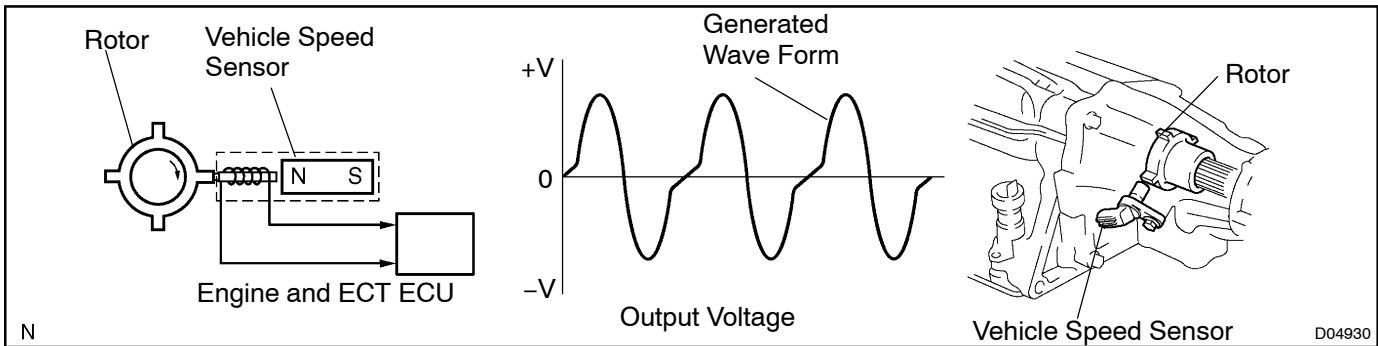 Rotor
Vehicle Speed
Sensor
N S
Engine and ECT ECU
Generated
Wave Form
+V
0
−V
Output Voltage
Rotor
Vehicle Speed Sensor
N
D04930